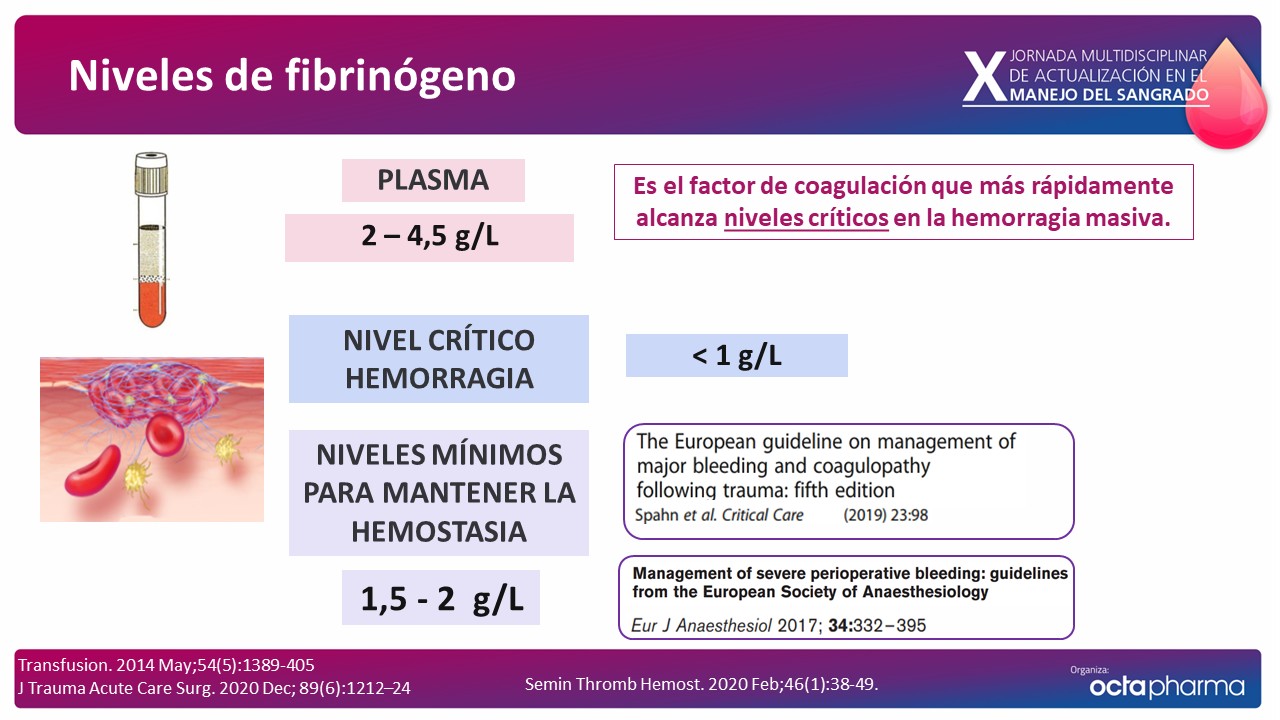 Niveles de fibrinógeno
X
JORNADA MULTIDISCIPLINAR
DE ACTUALIZACIÓN EN EL
MANEJO DEL SANGRADO
PLASMA
2 – 4,5 g/L
Es el factor de coagulación que más rápidamente
alcanza niveles críticos en la hemorragia masiva.
NIVEL CRÍTICO
HEMORRAGIA
< 1 g/L
NIVELES MÍNIMOS
PARA MANTENER LA
HEMOSTASIA
1,5 - 2 g/L
The European guideline on management of
major bleeding and coagulopathy
following trauma: fifth edition
Spahn et al. Critical Care (2019) 23:98
Management of severe perioperative bleeding: guidelines
from the European Society of Anaesthesiology
Eur J Anaesthesiol 2017; 34:332–395
Transfusion. 2014 May;54(5):1389-405
J Trauma Acute Care Surg. 2020 Dec; 89(6):1212–24
Semin Thromb Hemost. 2020 Feb;46(1):38-49.
Organiza:
octapharma